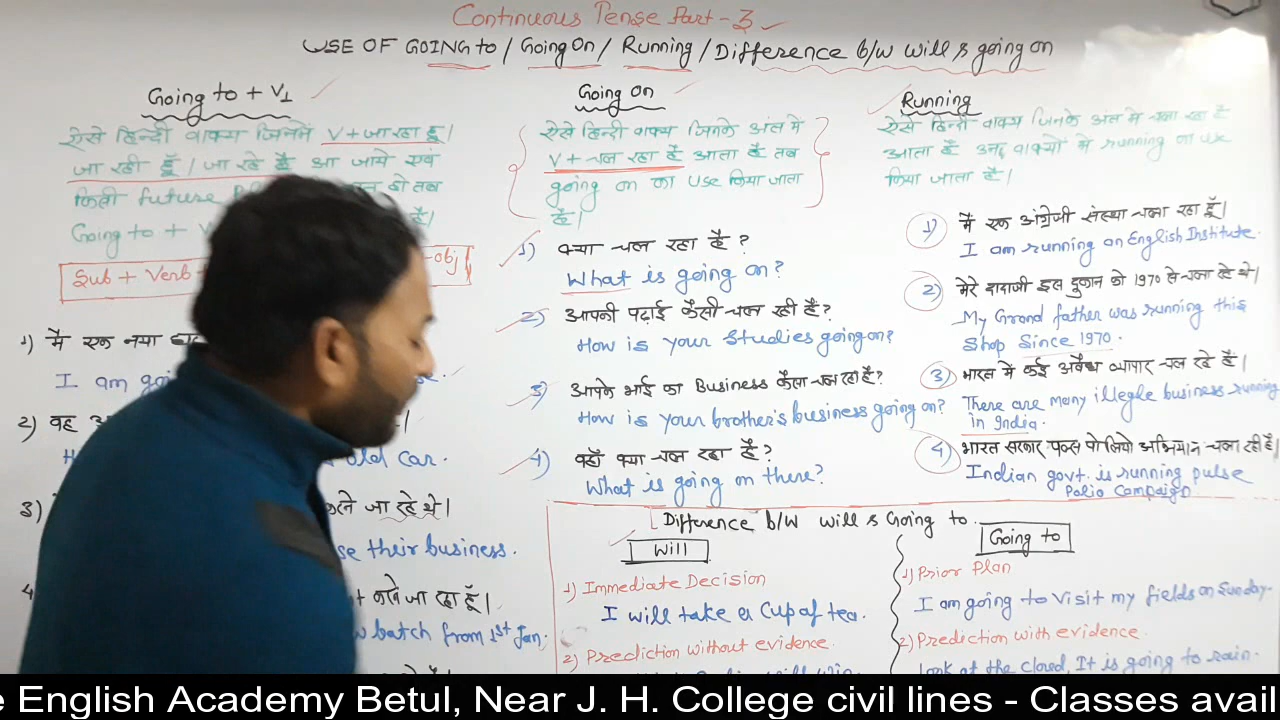 Continuous Tense Part-3
USE OF GOING to / Going On / Running / Difference b/w will & going on
Going to + V1
ऐसे हिन्दी वाक्य जिनमें V + जा रहा हूँ।
जा रही हूँ। जा रहे हैं आ जाये एवं
किसी future हो तब
Going to + है।
Sub + Verb + obj
1) मैं एक नया
I am
2) वह
old car.
3) करने जा रहे थे।
their business.
4 करने जा रहा हूँ।
batch from 1st Jan.
Going on
ऐसे हिन्दी वाक्य जिनके अंत में
V + चल रहा है आता है तब
going on का use किया जाता
है।
1) क्या चल रहा है ?
What is going on?
2) आपकी पढ़ाई कैसी चल रही है?
How is your Studies going on?
3) आपके भाई का Business कैसा चल रहा है?
How is your brother's business going on?
4) वहाँ क्या चल रहा है ?
What is going on there?
Running
ऐसे हिन्दी वाक्य जिनके अंत में चला रहा है
आता है उन वाक्यों में running का use
किया जाता है।
1) मैं एक अंग्रेजी संस्था चला रहा हूँ।
I am running an English Institute.
2) मेरे दादाजी इस दुकान को 1970 से चला रहे थे।
My Grand father was running this
Shop Since 1970.
3) भारत में कई अवैध व्यापार चल रहे हैं।
There are many illegle business running
in India.
4) भारत सरकार पल्स पोलियो अभियान चला रही है
Indian govt. is running pulse
Polio Campaign
Difference b/w will & Going to
Will
1) Immediate Decision
I will take a Cup of tea.
2) Prediction without evidence.
will win
Going to
1) Prior Plan
I am going to visit my fields on Sunday.
2) Prediction with evidence.
Look at the cloud, It is going to rain.
e English Academy Betul, Near J. H. College civil lines - Classes avail